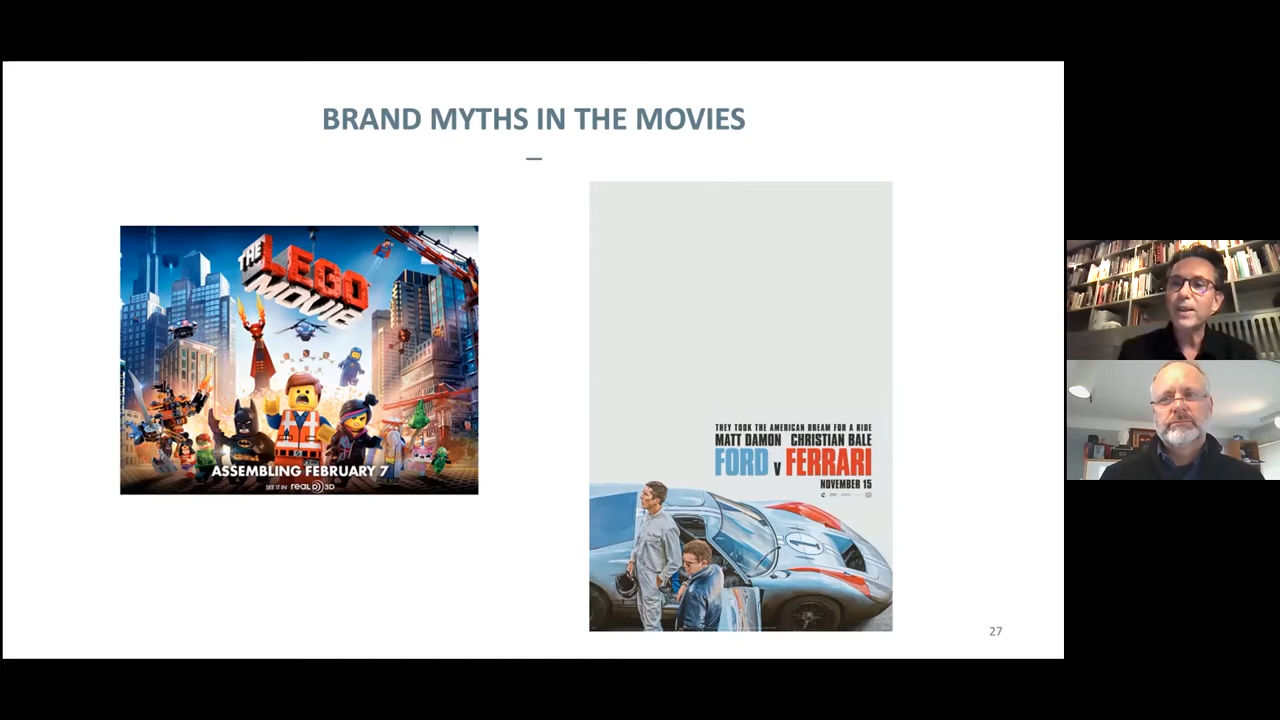 BRAND MYTHS IN THE MOVIES
THE
LEGO
MOVIE
ASSEMBLING FEBRUARY 7
SEE IT IN REAL D 3D
THEY TOOK THE AMERICAN DREAM FOR A RIDE
MATT DAMON CHRISTIAN BALE
FORD V FERRARI
NOVEMBER 15
1
27